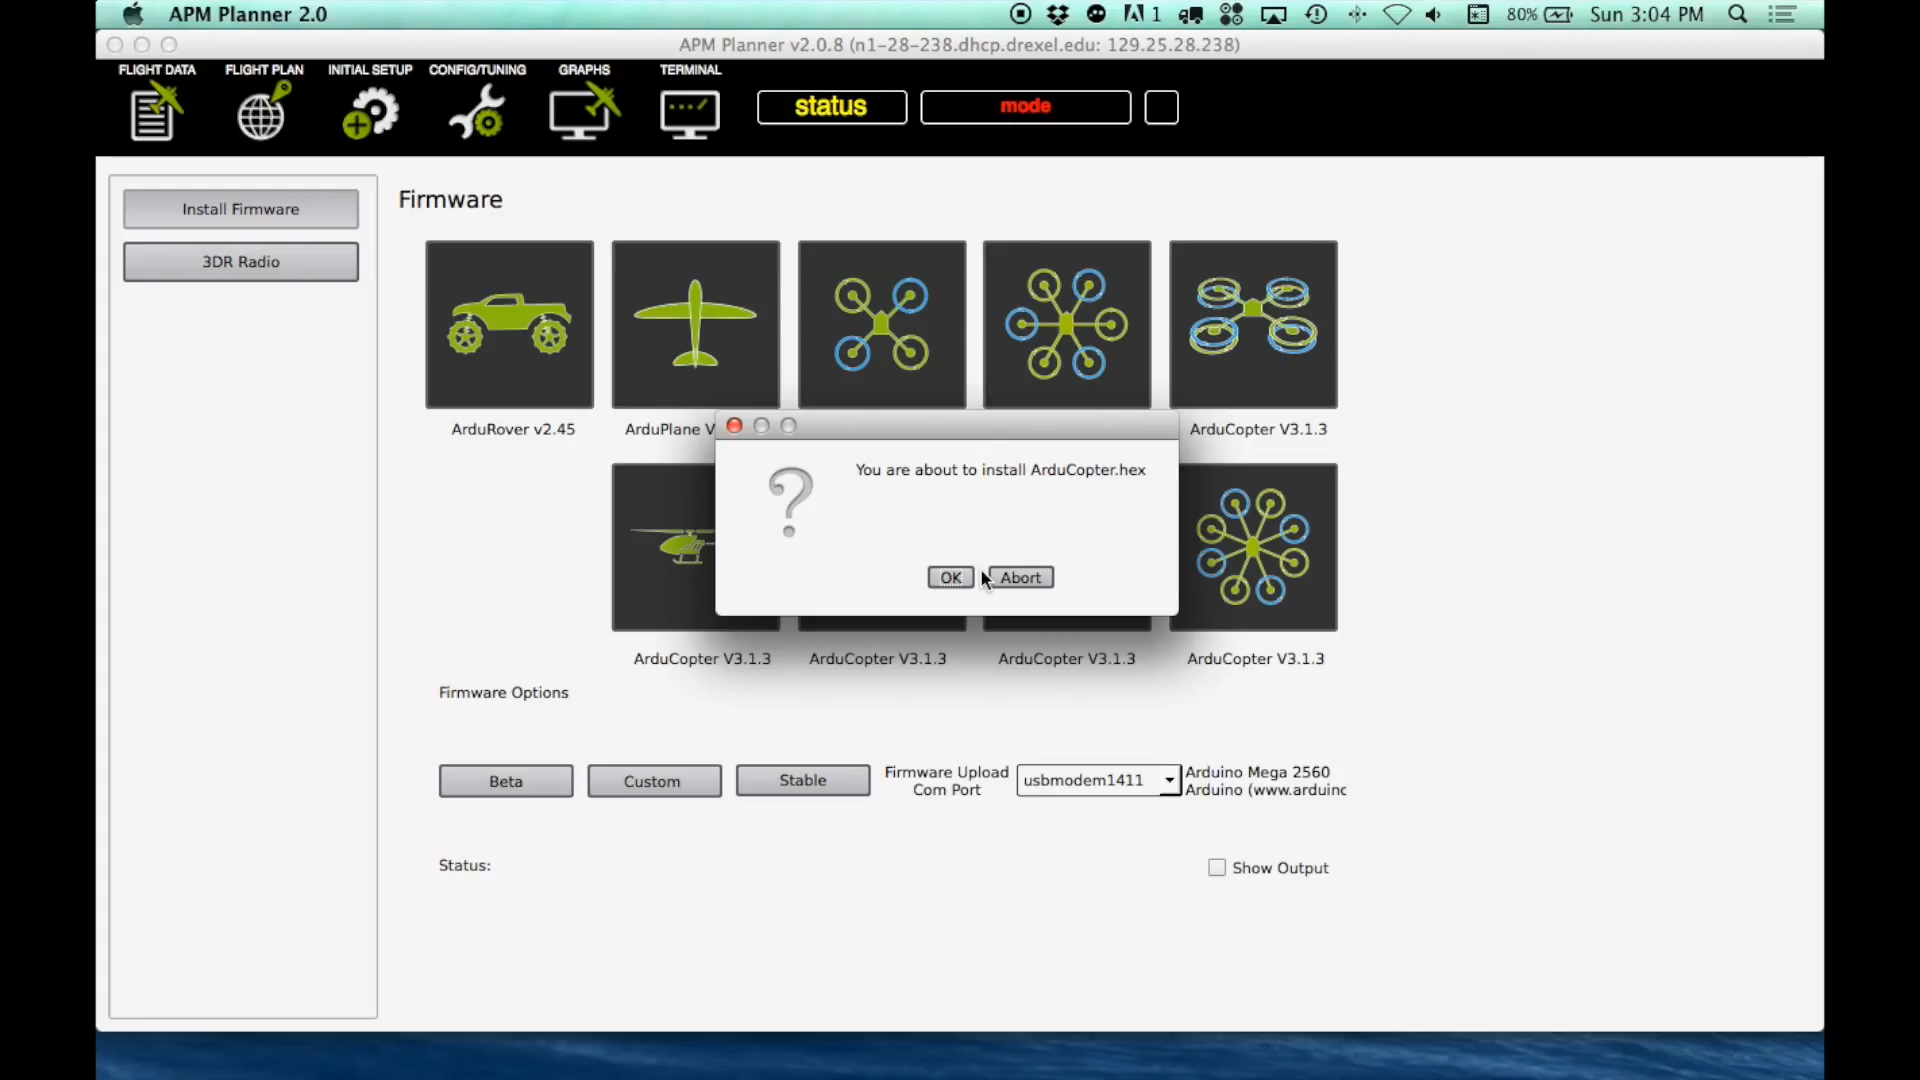 APM Planner 2.0
1
80%
Sun 3:04 PM
APM Planner v2.0.8 (n1-28-238.dhcp.drexel.edu: 129.25.28.238)
FLIGHT DATA
FLIGHT PLAN
INITIAL SETUP
CONFIG/TUNING
GRAPHS
TERMINAL
status
mode
Install Firmware
3DR Radio
Firmware
ArduRover v2.45
ArduPlane V
ArduCopter V3.1.3
You are about to install ArduCopter.hex
?
OK
Abort
ArduCopter V3.1.3
ArduCopter V3.1.3
ArduCopter V3.1.3
ArduCopter V3.1.3
Firmware Options
Beta
Custom
Stable
Firmware Upload
Com Port
usbmodem1411
Arduino Mega 2560
Arduino (www.arduinc
Status:
Show Output